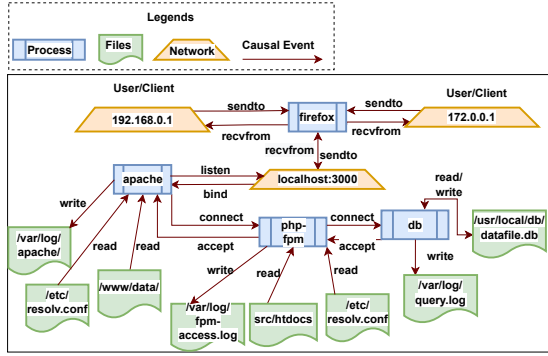 Legends
Process
Files
Network
Causal Event
User/Client
User/Client
192.168.0.1
sendto
recvfrom
firefox
sendto
recvfrom
172.0.0.1
recvfrom
sendto
apache
listen
bind
localhost:3000
read/
write
write
read
read
connect
accept
php-
fpm
connect
accept
db
/usr/local/db/
datafile.db
/var/log/
apache/
/etc/
resolv.conf
/www/data/
write
read
read
write
/var/log/
fpm-
access.log
src/htdocs
/etc/
resolv.conf
/var/log/
query.log